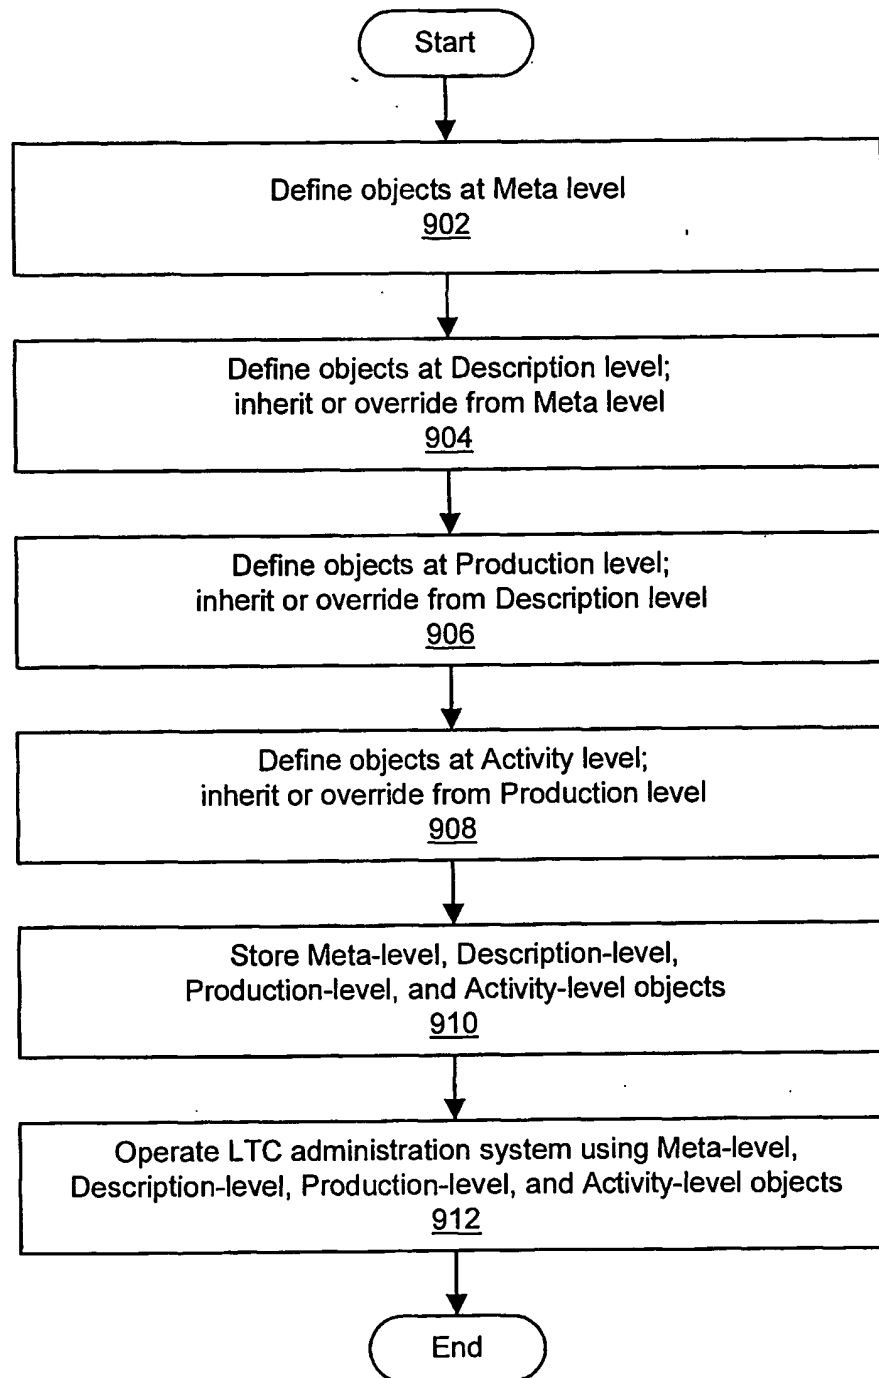 Start
Define objects at Meta level
902
Define objects at Description level;
inherit or override from Meta level
904
Define objects at Production level;
inherit or override from Description level
906
Define objects at Activity level;
inherit or override from Production level
908
Store Meta-level, Description-level,
Production-level, and Activity-level objects
910
Operate LTC administration system using Meta-level,
Description-level, Production-level, and Activity-level objects
912
End